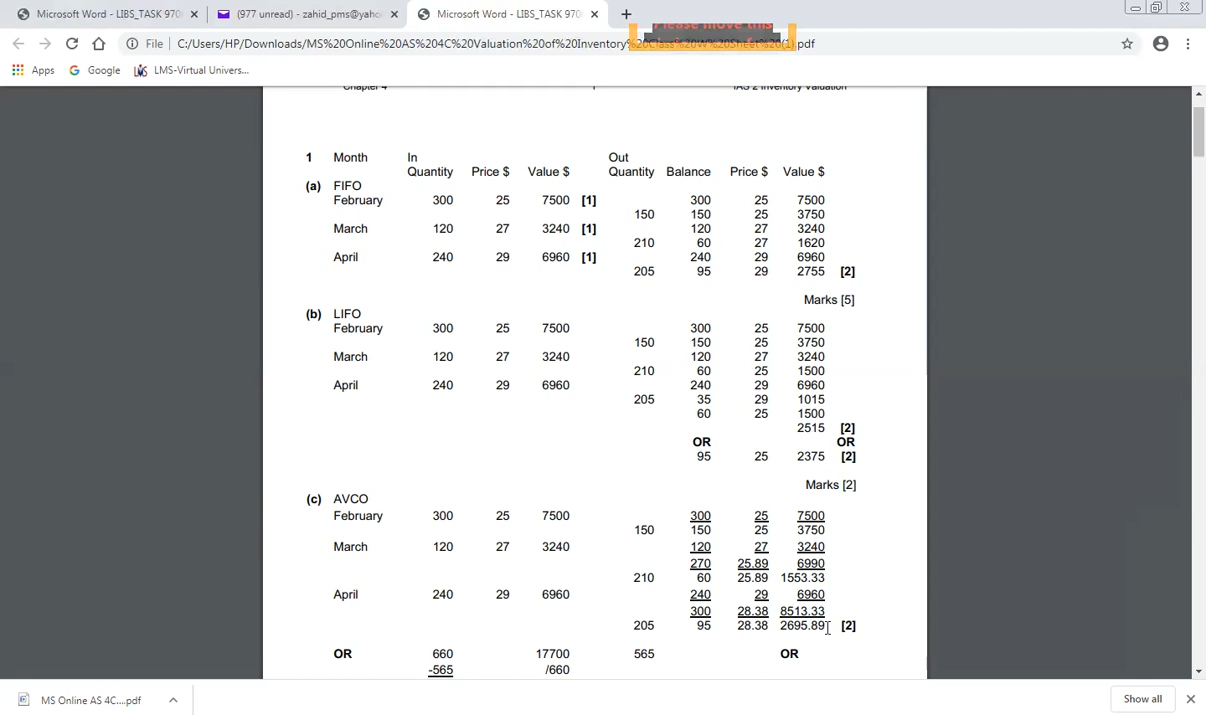 Microsoft Word - LIBS_TASK 970
(977 unread) - zahid_pms@yaho
Microsoft Word - LIBS_TASK 970
Please move this
File C:/Users/HP/Downloads/MS%20Online%20AS%204C%20Valuation%20of%20Inventory%20Class%20W%20Sheet%20(1).pdf
Apps Google LMS-Virtual Univers...
Chapter 4 1 IAS 2 Inventory Valuation
1 Month In Out
Quantity Price $ Value $ Quantity Balance Price $ Value $
(a) FIFO
February 300 25 7500 [1] 300 25 7500
150 150 25 3750
March 120 27 3240 [1] 120 27 3240
210 60 27 1620
April 240 29 6960 [1] 240 29 6960
205 95 29 2755 [2]
Marks [5]
(b) LIFO
February 300 25 7500 300 25 7500
150 150 25 3750
March 120 27 3240 120 27 3240
210 60 25 1500
April 240 29 6960 240 29 6960
205 35 29 1015
60 25 1500
2515 [2]
OR OR
95 25 2375 [2]
Marks [2]
(c) AVCO
February 300 25 7500 300 25 7500
150 150 25 3750
March 120 27 3240 120 27 3240
270 25.89 6990
210 60 25.89 1553.33
April 240 29 6960 240 29 6960
300 28.38 8513.33
205 95 28.38 2695.89 [2]
OR 660 17700 565 OR
-565 /660
MS Online AS 4C....pdf Show all